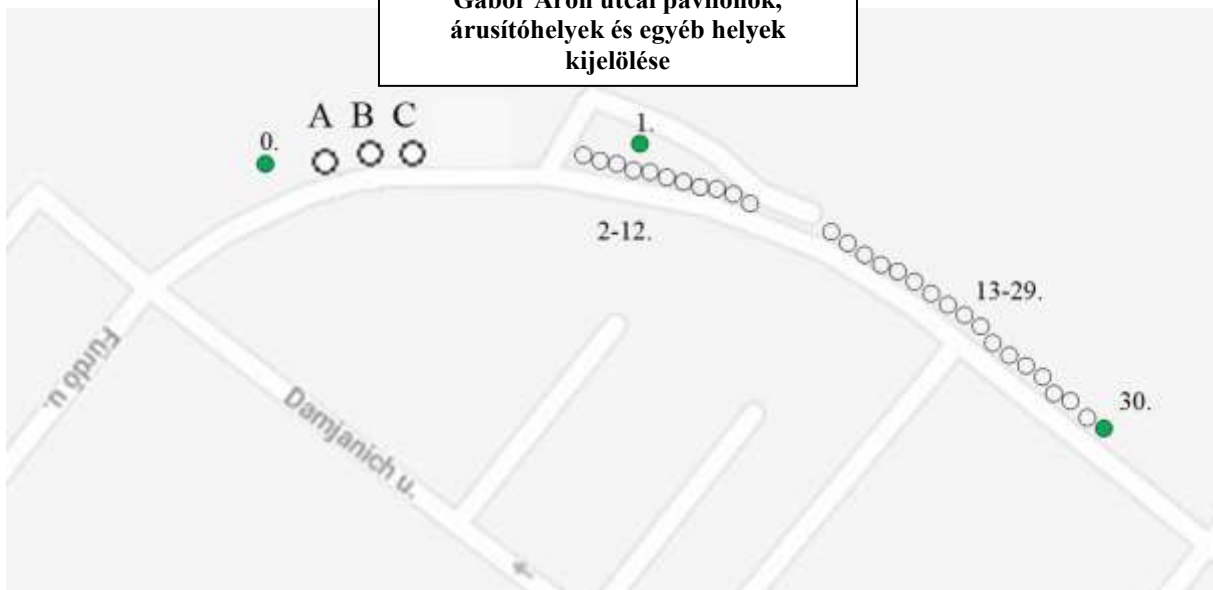 Gábor Áron utcai pavilonok,
árusítóhelyek és egyéb helyek
kijelölése
0.
A B C
1.
2-12.
13-29.
30.
Fürdő u.
Damjanich u.